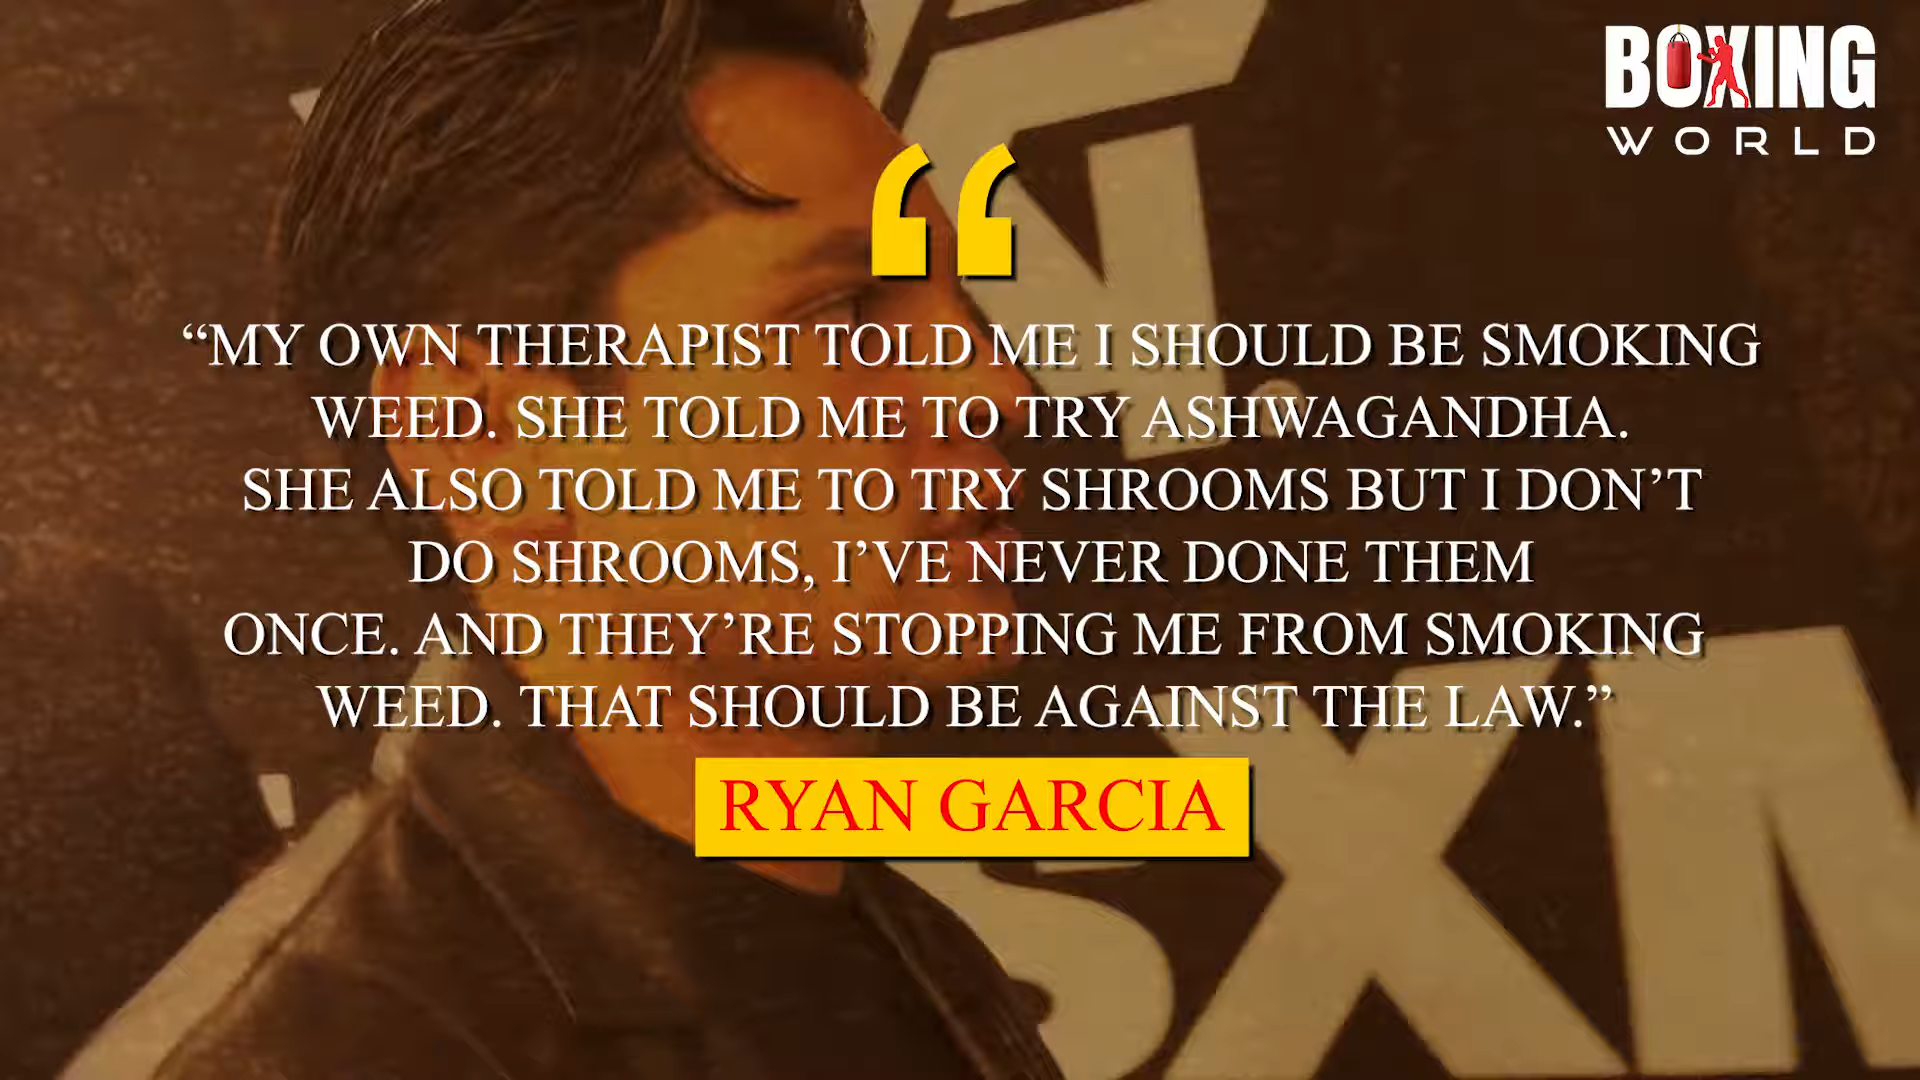 BOXING
WORLD
“
“MY OWN THERAPIST TOLD ME I SHOULD BE SMOKING
WEED. SHE TOLD ME TO TRY ASHWAGANDHA.
SHE ALSO TOLD ME TO TRY SHROOMS BUT I DON’T
DO SHROOMS, I’VE NEVER DONE THEM
ONCE. AND THEY’RE STOPPING ME FROM SMOKING
WEED. THAT SHOULD BE AGAINST THE LAW.”
RYAN GARCIA